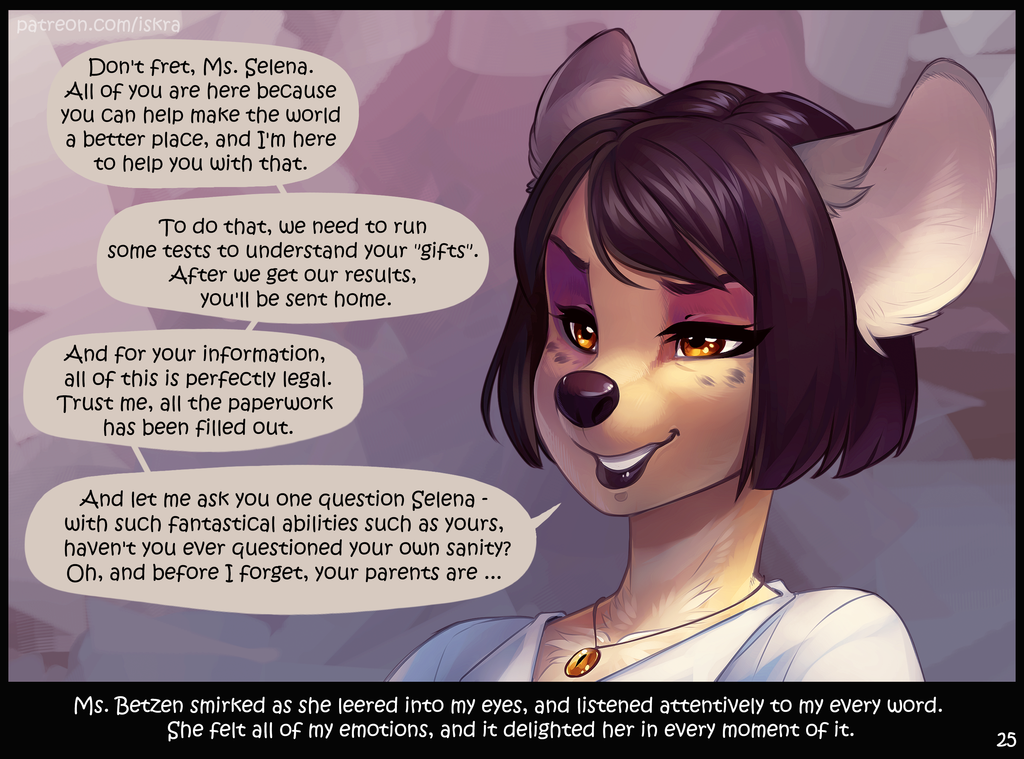 patreon.com/iskra
Don't fret, Ms. Selena.
All of you are here because
you can help make the world
a better place, and I'm here
to help you with that.
To do that, we need to run
some tests to understand your "gifts".
After we get our results,
you'll be sent home.
And for your information,
all of this is perfectly legal.
Trust me, all the paperwork
has been filled out.
And let me ask you one question Selena -
with such fantastical abilities such as yours,
haven't you ever questioned your own sanity?
Oh, and before I forget, your parents are ...
Ms. Betzen smirked as she leered into my eyes, and listened attentively to my every word.
She felt all of my emotions, and it delighted her in every moment of it.
25